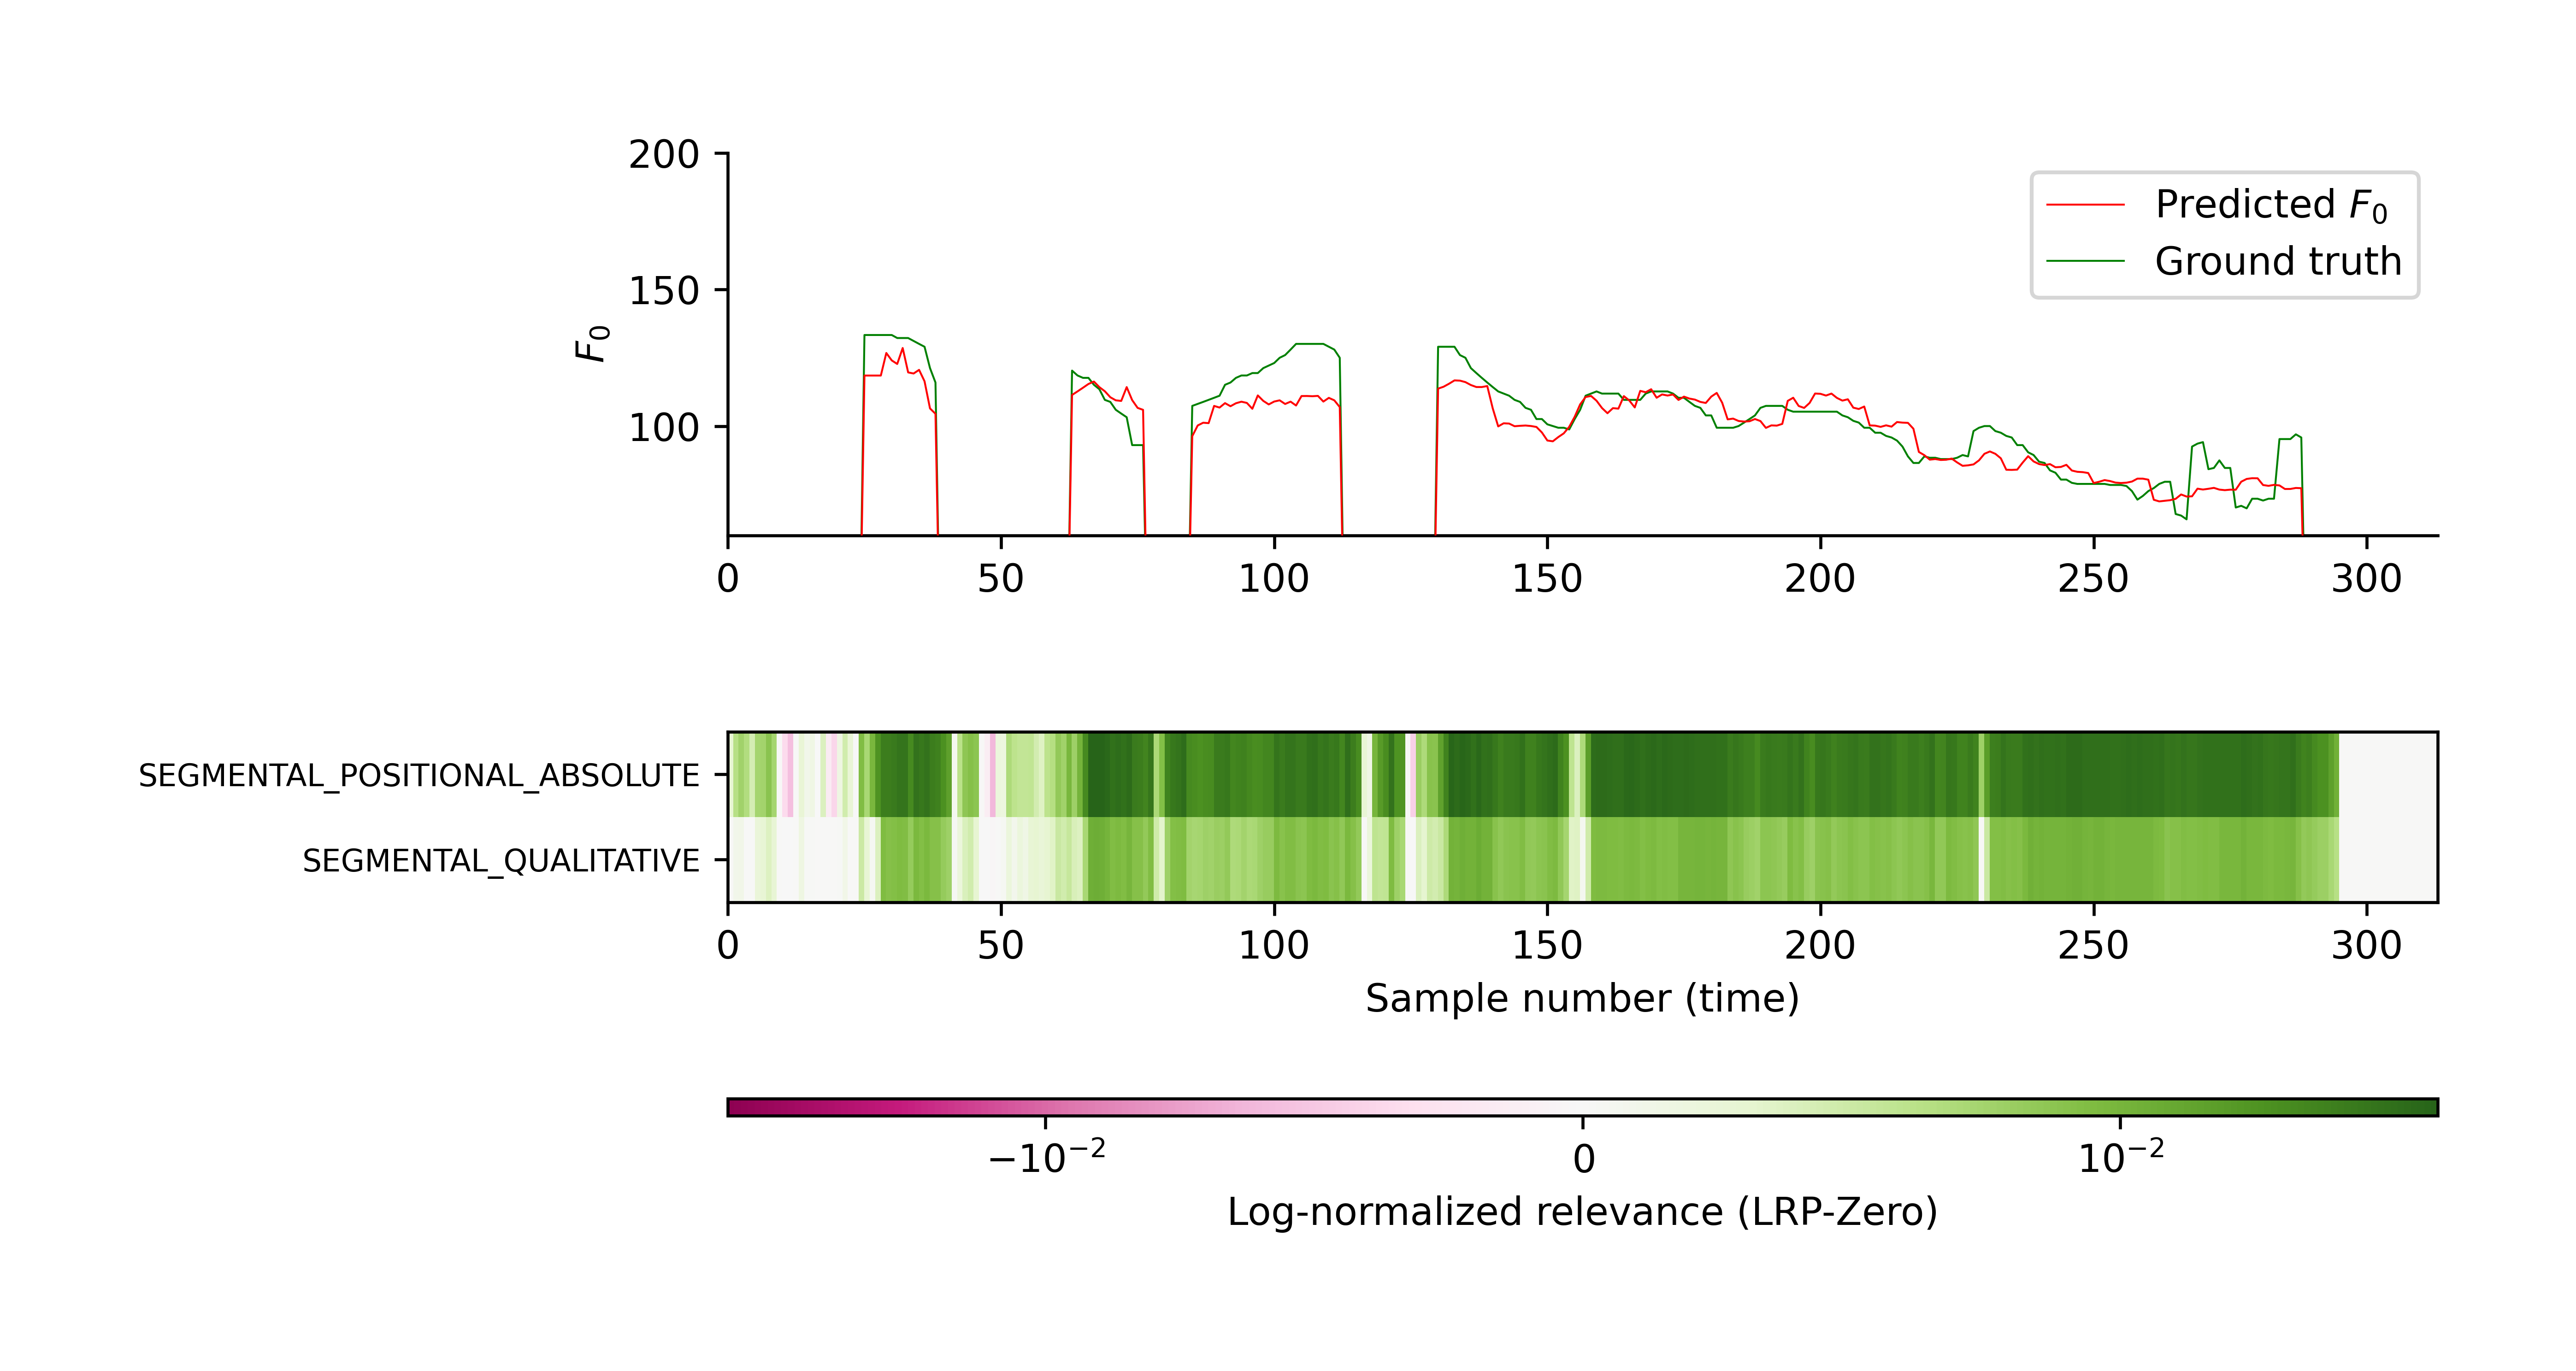 200
150
100
F₀
Predicted F₀
Ground truth
0 50 100 150 200 250 300
SEGMENTAL_POSITIONAL_ABSOLUTE
SEGMENTAL_QUALITATIVE
0 50 100 150 200 250 300
Sample number (time)
−10⁻² 0 10⁻²
Log-normalized relevance (LRP-Zero)